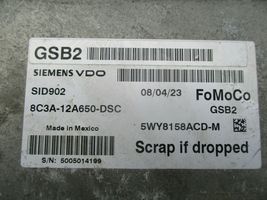 GSB2
SIEMENS VDO
SID902 08/04/23 FoMoCo
8C3A-12A650-DSC GSB2
Made in Mexico 5WY8158ACD-M
Scrap if dropped
S/N: 5005014199